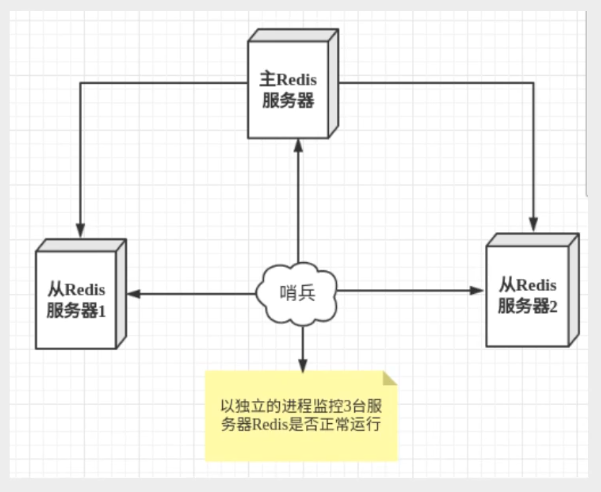 主Redis
服务器
从Redis
服务器1
哨兵
从Redis
服务器2
以独立的进程监控3台服
务器Redis是否正常运行